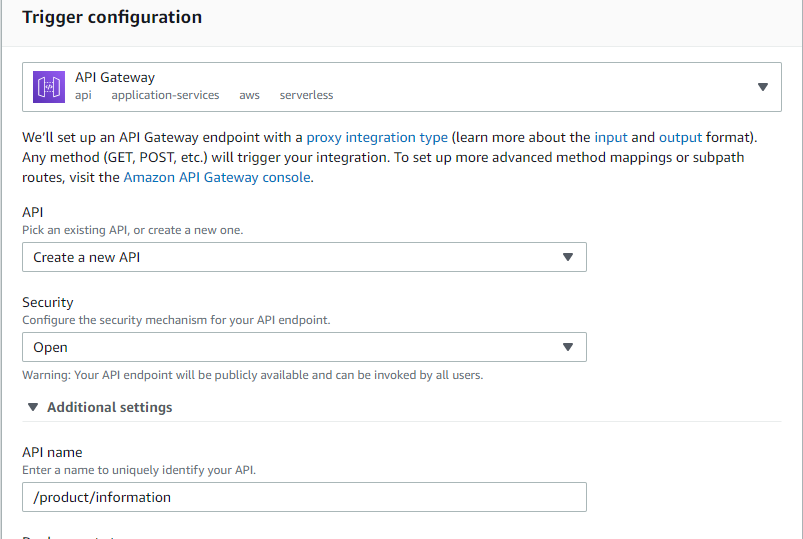 Trigger configuration
API Gateway
api application-services aws serverless
We'll set up an API Gateway endpoint with a proxy integration type (learn more about the input and output format).
Any method (GET, POST, etc.) will trigger your integration. To set up more advanced method mappings or subpath
routes, visit the Amazon API Gateway console.
API
Pick an existing API, or create a new one.
Create a new API
Security
Configure the security mechanism for your API endpoint.
Open
Warning: Your API endpoint will be publicly available and can be invoked by all users.
Additional settings
API name
Enter a name to uniquely identify your API.
/product/information